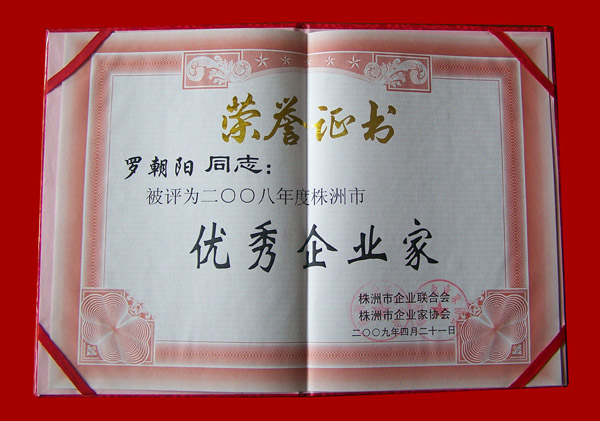 荣誉证书
罗朝阳 同志：
被评为二〇〇八年度株洲市
优秀企业家
株洲市企业联合会
株洲市企业家协会
二〇〇九年四月二十一日